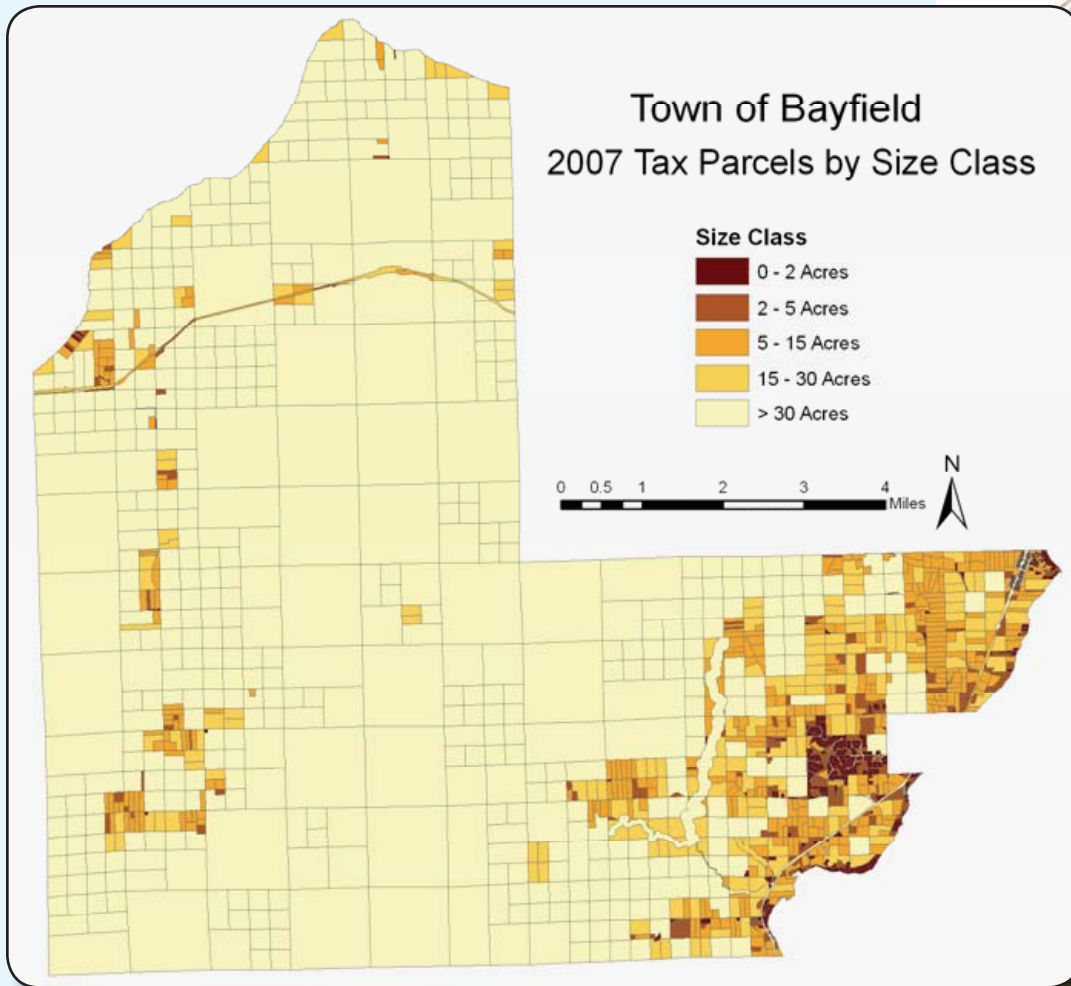 Town of Bayfield
2007 Tax Parcels by Size Class
Size Class
0 - 2 Acres
2 - 5 Acres
5 - 15 Acres
15 - 30 Acres
> 30 Acres
N
0 0.5 1 2 3 4
Miles